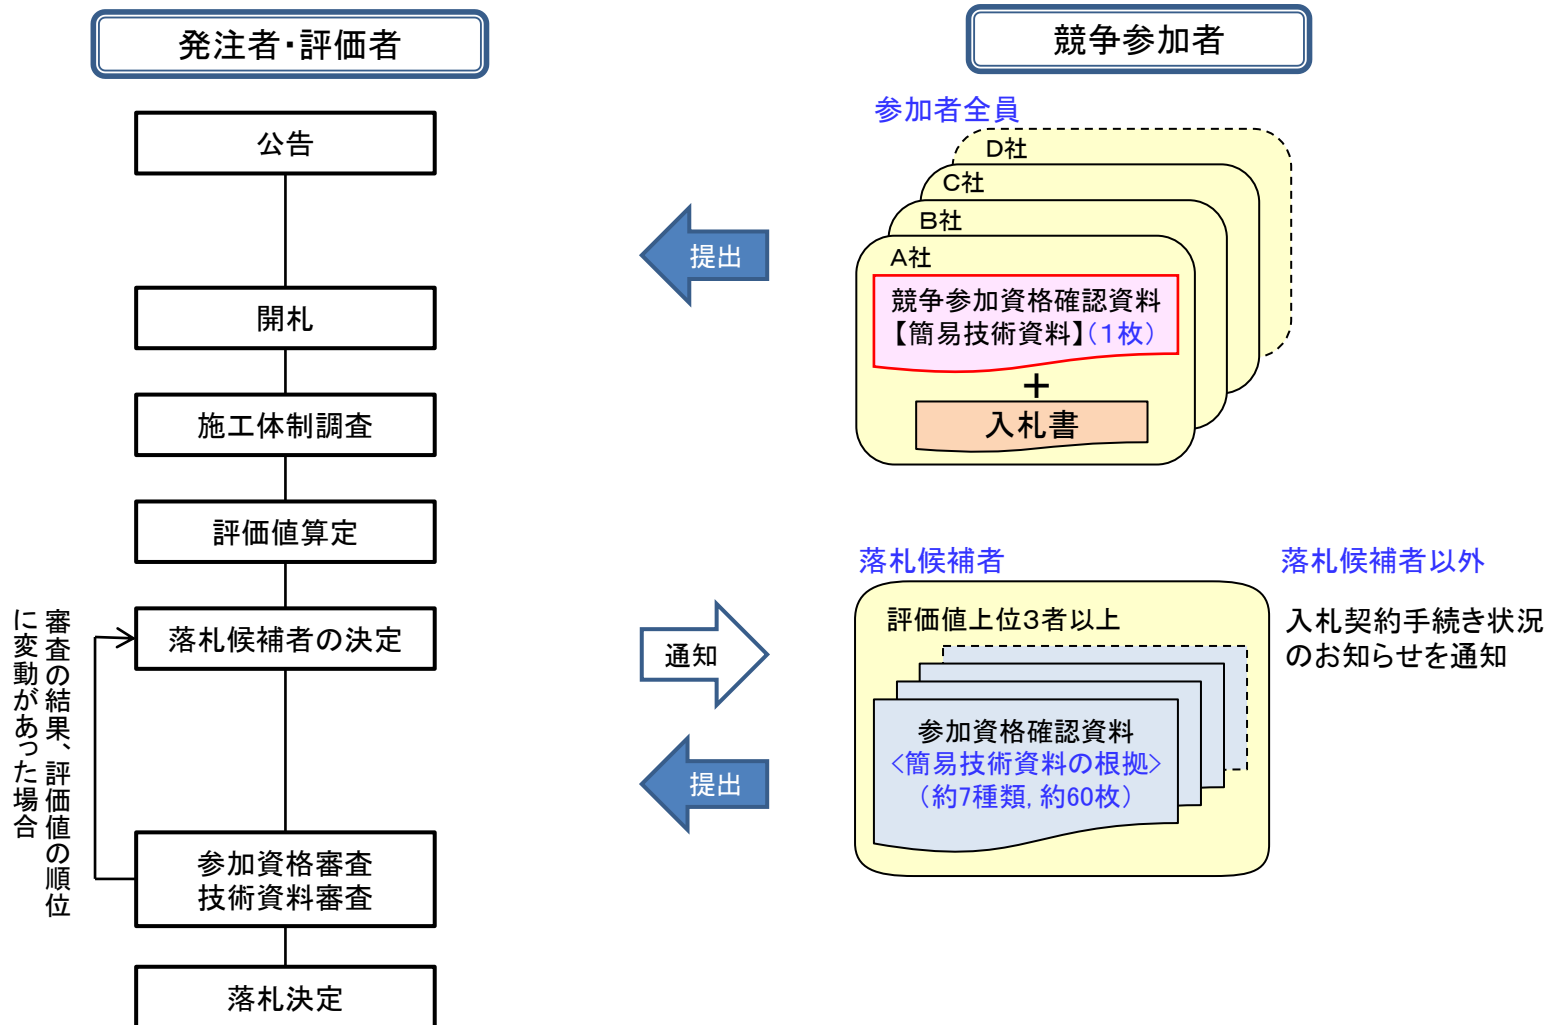 発注者・評価者
競争参加者
公告
開札
施工体制調査
評価値算定
落札候補者の決定
審査の結果、評価値の順位
に変動があった場合
参加資格審査
技術資料審査
落札決定
提出
通知
提出
参加者全員
D社
C社
B社
A社
競争参加資格確認資料
【簡易技術資料】(1枚)
+
入札書
落札候補者
評価値上位3者以上
参加資格確認資料
<簡易技術資料の根拠>
(約7種類, 約60枚)
落札候補者以外
入札契約手続き状況
のお知らせを通知